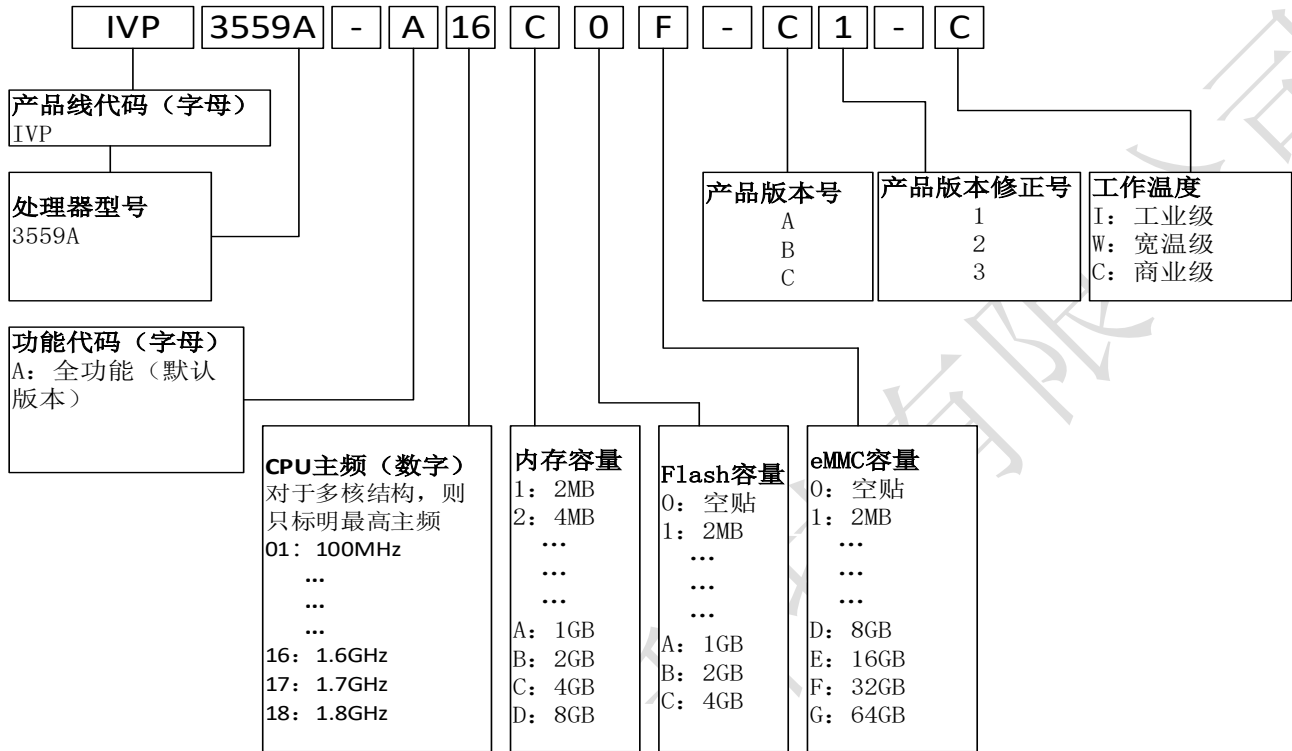 IVP 3559A - A 16 C 0 F - C 1 - C
产品线代码（字母）
IVP
处理器型号
3559A
功能代码（字母）
A：全功能（默认
版本）
CPU主频（数字）
对于多核结构，则
只标明最高主频
01：100MHz
...
...
...
16：1.6GHz
17：1.7GHz
18：1.8GHz
内存容量
1：2MB
2：4MB
...
...
...
A：1GB
B：2GB
C：4GB
D：8GB
Flash容量
0：空贴
1：2MB
...
...
...
A：1GB
B：2GB
C：4GB
eMMC容量
0：空贴
1：2MB
...
...
...
D：8GB
E：16GB
F：32GB
G：64GB
产品版本号
A
B
C
产品版本修正号
1
2
3
工作温度
I：工业级
W：宽温级
C：商业级
有限公司